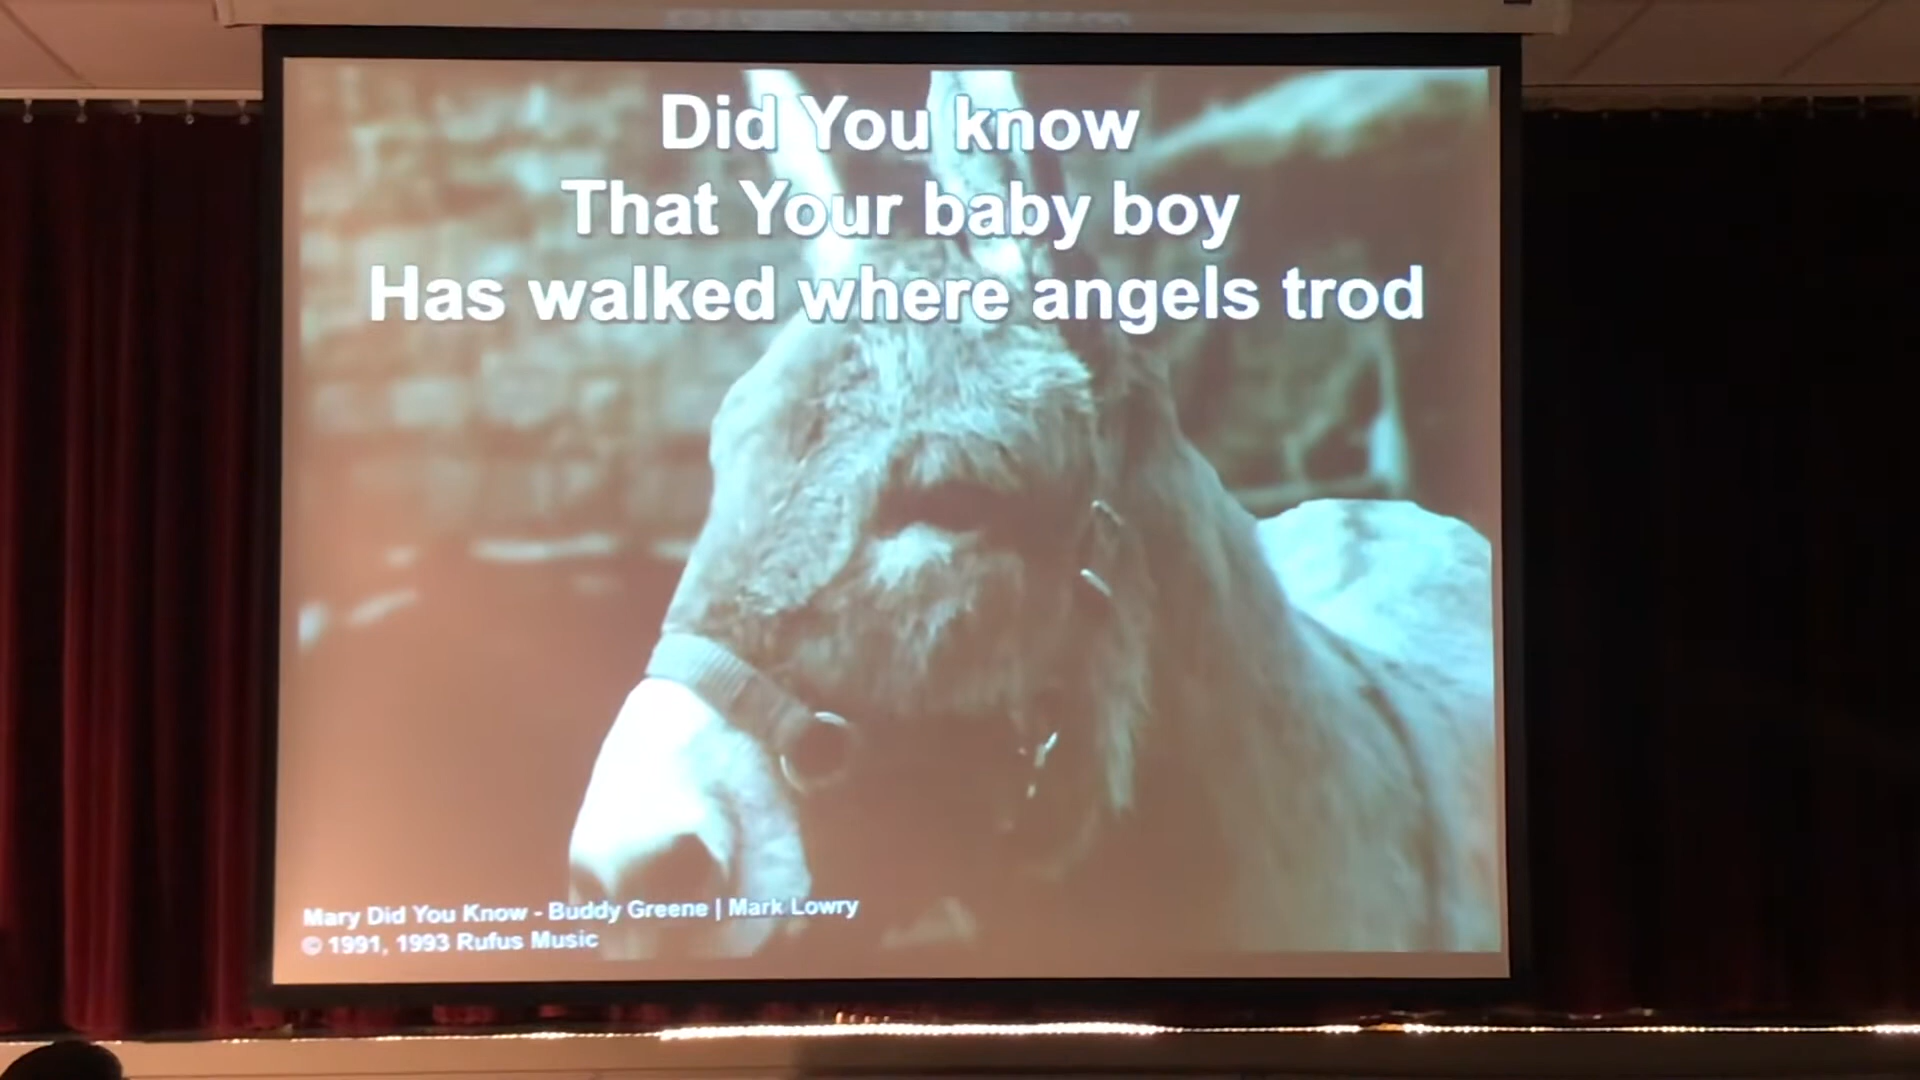 Did You know
That Your baby boy
Has walked where angels trod
Mary Did You Know - Buddy Greene | Mark Lowry
© 1991, 1993 Rufus Music